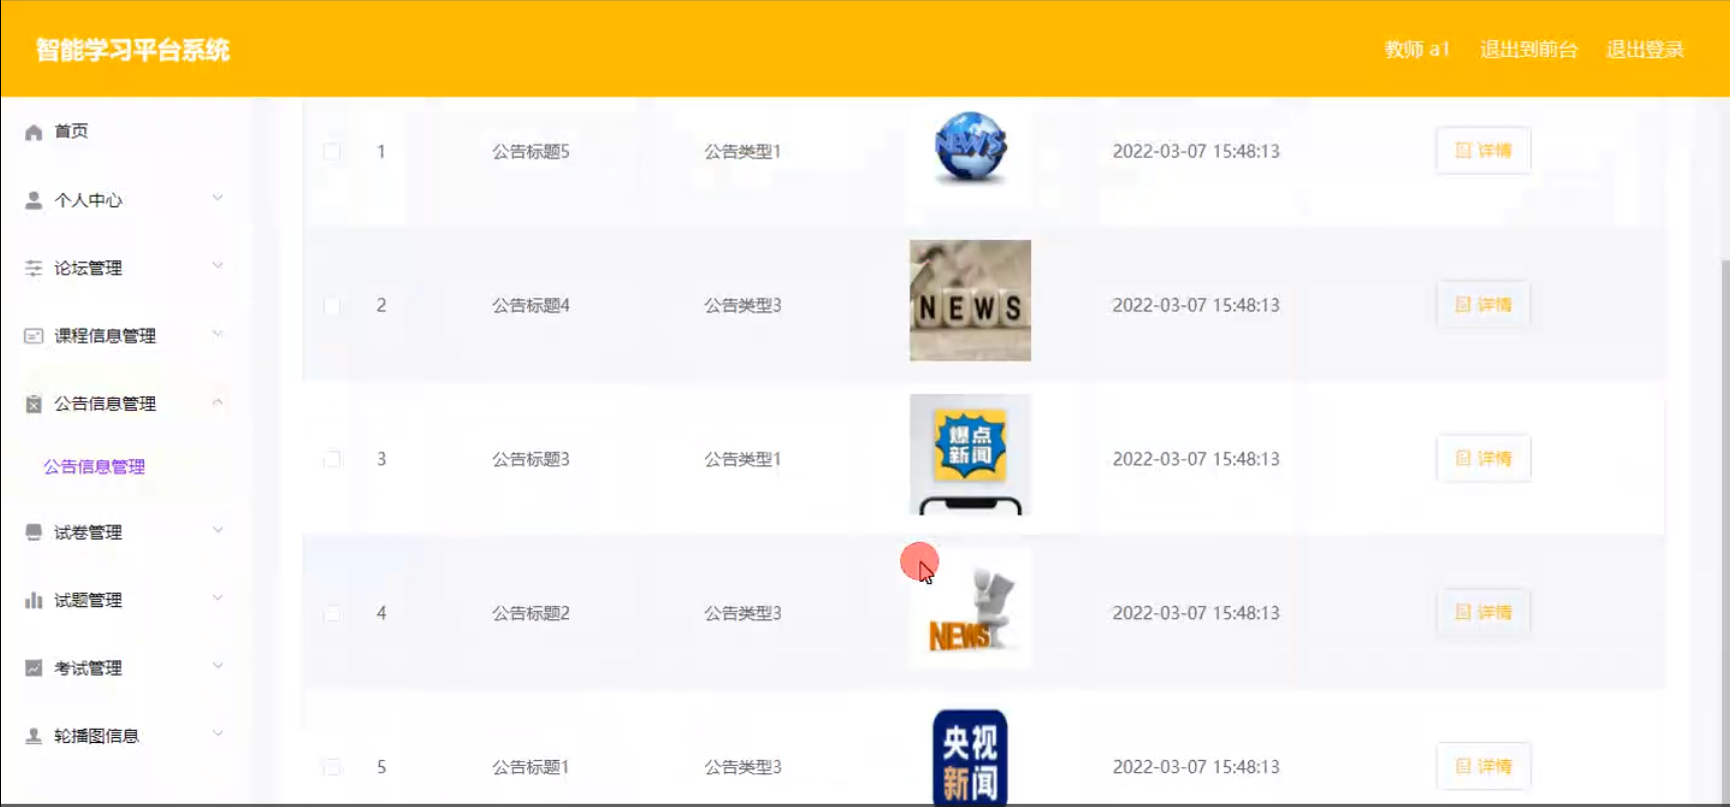 智能学习平台系统
教师 a1 退出到前台 退出登录
首页
个人中心
论坛管理
课程信息管理
公告信息管理
公告信息管理
试卷管理
试题管理
考试管理
轮播图信息
1 公告标题5 公告类型1 NEWS 2022-03-07 15:48:13 详情
2 公告标题4 公告类型3 NEWS 2022-03-07 15:48:13 详情
3 公告标题3 公告类型1 2022-03-07 15:48:13 详情
爆点
新闻
4 公告标题2 公告类型3 2022-03-07 15:48:13 详情
NEWS
5 公告标题1 公告类型3 2022-03-07 15:48:13 详情
央视
新闻